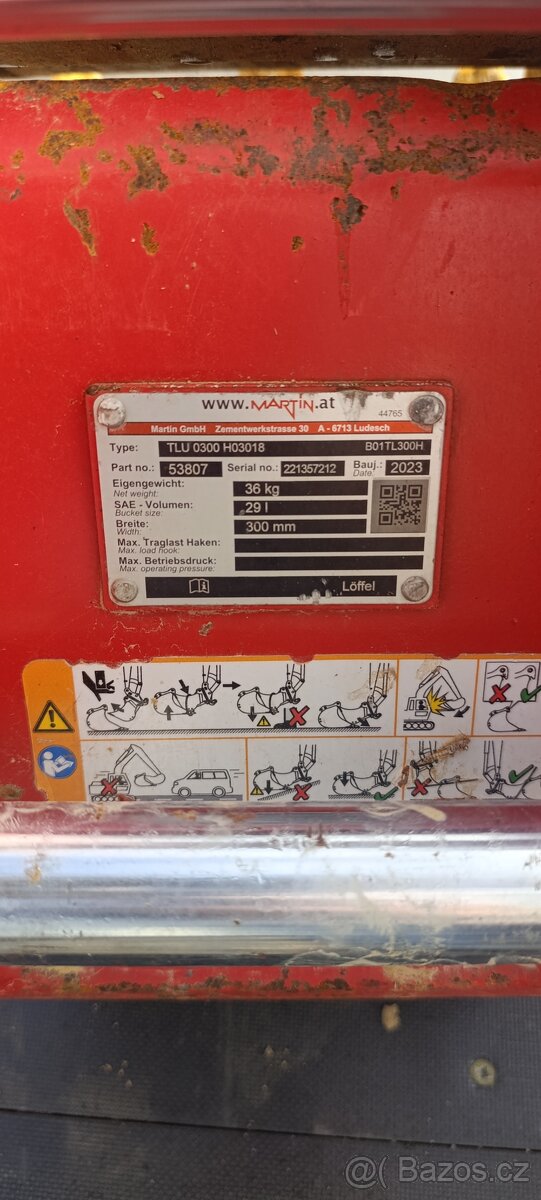 www.MARTIN.at
44765
Martin GmbH Zementwerkstrasse 30 A - 6713 Ludesch
Type: TLU 0300 H03018 B01TL300H
Part no.: 53807 Serial no.: 221357212 Bauj.: 2023
Date:
Eigengewicht: 36 kg
Net weight:
SAE - Volumen: 29 l
Bucket size:
Breite: 300 mm
Width:
Max. Traglast Haken:
Max. load hook:
Max. Betriebsdruck:
Max. operating pressure:
Löffel
@ Bazos.cz